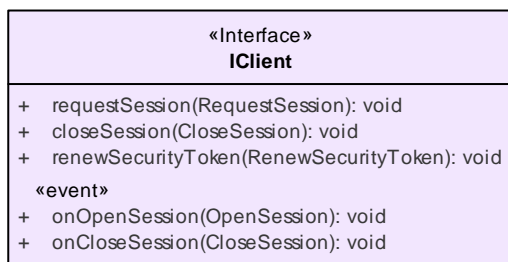 «Interface»
IClient
+ requestSession(RequestSession): void
+ closeSession(CloseSession): void
+ renewSecurityToken(RenewSecurityToken): void
«event»
+ onOpenSession(OpenSession): void
+ onCloseSession(CloseSession): void